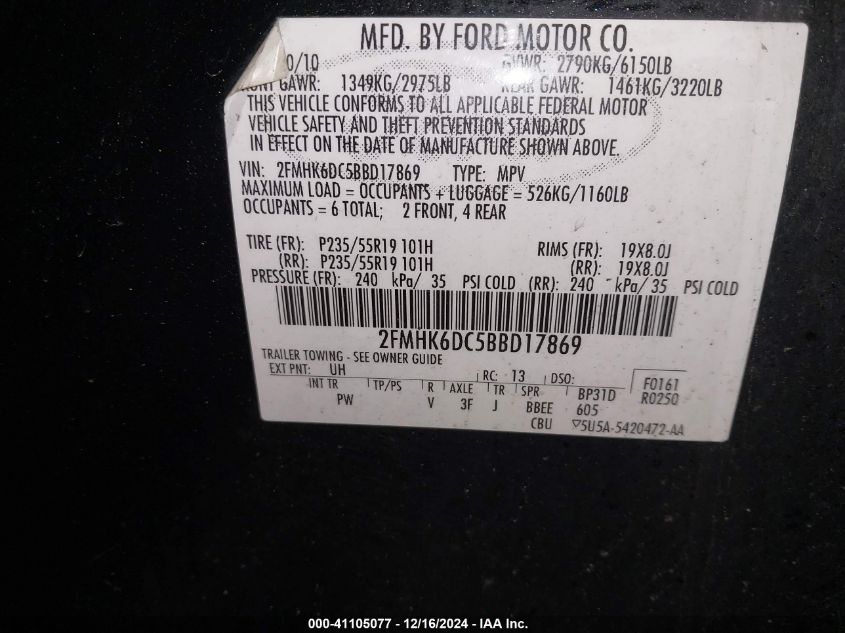 MFD. BY FORD MOTOR CO.
0/10 GVWR: 2790KG/6150LB
GAWR: 1349KG/2975LB REAR GAWR: 1461KG/3220LB
THIS VEHICLE CONFORMS TO ALL APPLICABLE FEDERAL MOTOR
VEHICLE SAFETY AND THEFT PREVENTION STANDARDS
IN EFFECT ON THE DATE OF MANUFACTURE SHOWN ABOVE.
VIN: 2FMHK6DC5BBD17869 TYPE: MPV
MAXIMUM LOAD = OCCUPANTS + LUGGAGE = 526KG/1160LB
OCCUPANTS = 6 TOTAL; 2 FRONT, 4 REAR
TIRE (FR): P235/55R19 101H RIMS (FR): 19X8.0J
(RR): P235/55R19 101H (RR): 19X8.0J
PRESSURE (FR): 240 kPa/ 35 PSI COLD (RR): 240 kPa/ 35 PSI COLD
2FMHK6DC5BBD17869
TRAILER TOWING - SEE OWNER GUIDE
EXT PNT: UH RC: 13 DSO: F0161
INT TR TP/PS R AXLE TR SPR BP31D R0250
PW V 3F J BBEE 605
CBU ▽5U5A-5420472-AA
000-41105077 - 12/16/2024 - IAA Inc.